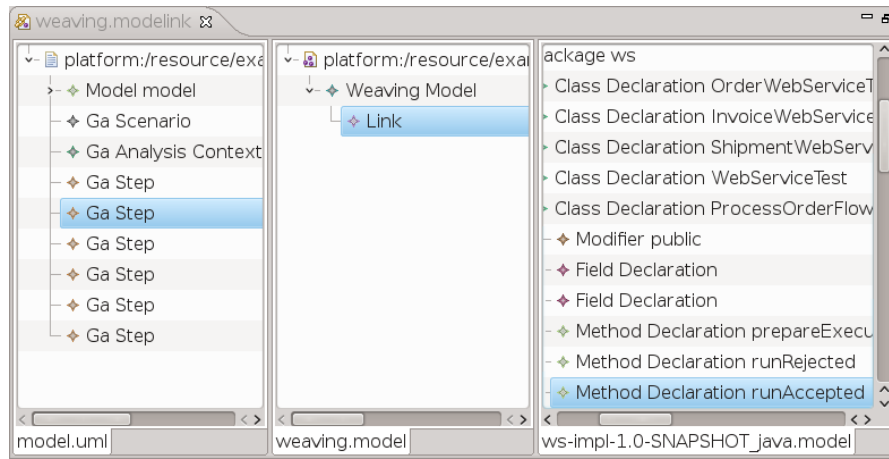 weaving.modelink
platform:/resource/exa
Model model
Ga Scenario
Ga Analysis Context
Ga Step
Ga Step
Ga Step
Ga Step
Ga Step
Ga Step
model.uml
platform:/resource/exa
Weaving Model
Link
weaving.model
ackage ws
Class Declaration OrderWebServiceT
Class Declaration InvoiceWebService
Class Declaration ShipmentWebServ
Class Declaration WebServiceTest
Class Declaration ProcessOrderFlow
Modifier public
Field Declaration
Field Declaration
Method Declaration prepareExecu
Method Declaration runRejected
Method Declaration runAccepted
ws-impl-1.0-SNAPSHOT_java.model